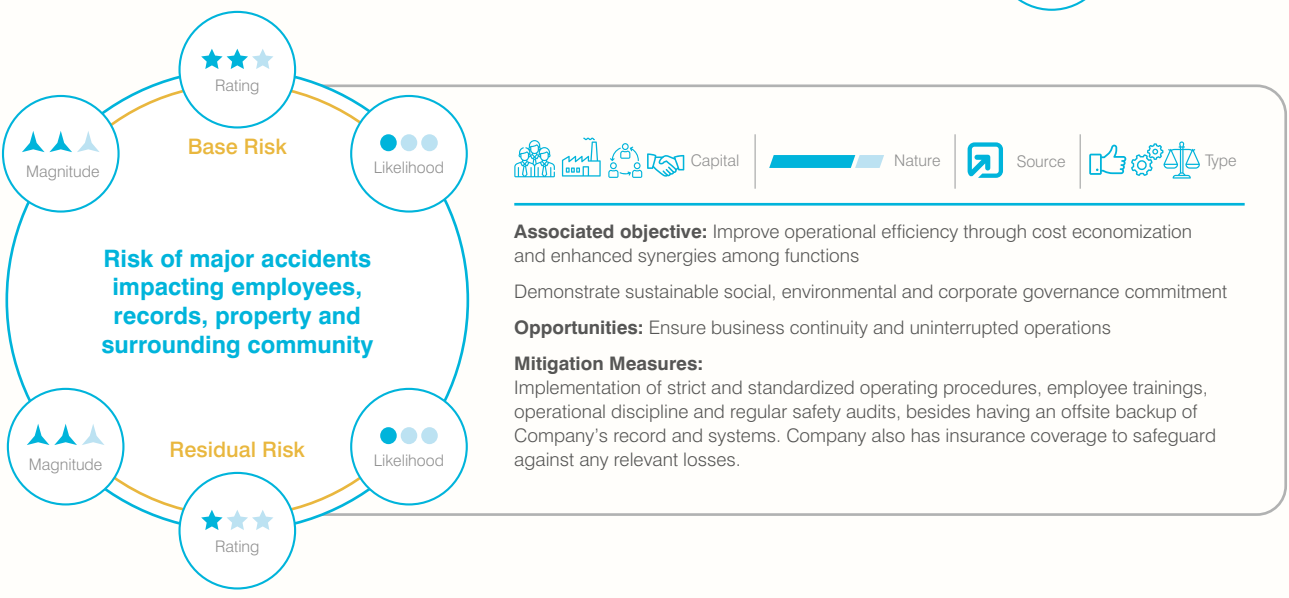 Rating
Base Risk
Magnitude
Likelihood
Risk of major accidents
impacting employees,
records, property and
surrounding community
Magnitude
Residual Risk
Likelihood
Rating
Capital
Nature
Source
Type
Associated objective: Improve operational efficiency through cost economization
and enhanced synergies among functions
Demonstrate sustainable social, environmental and corporate governance commitment
Opportunities: Ensure business continuity and uninterrupted operations
Mitigation Measures:
Implementation of strict and standardized operating procedures, employee trainings,
operational discipline and regular safety audits, besides having an offsite backup of
Company's record and systems. Company also has insurance coverage to safeguard
against any relevant losses.